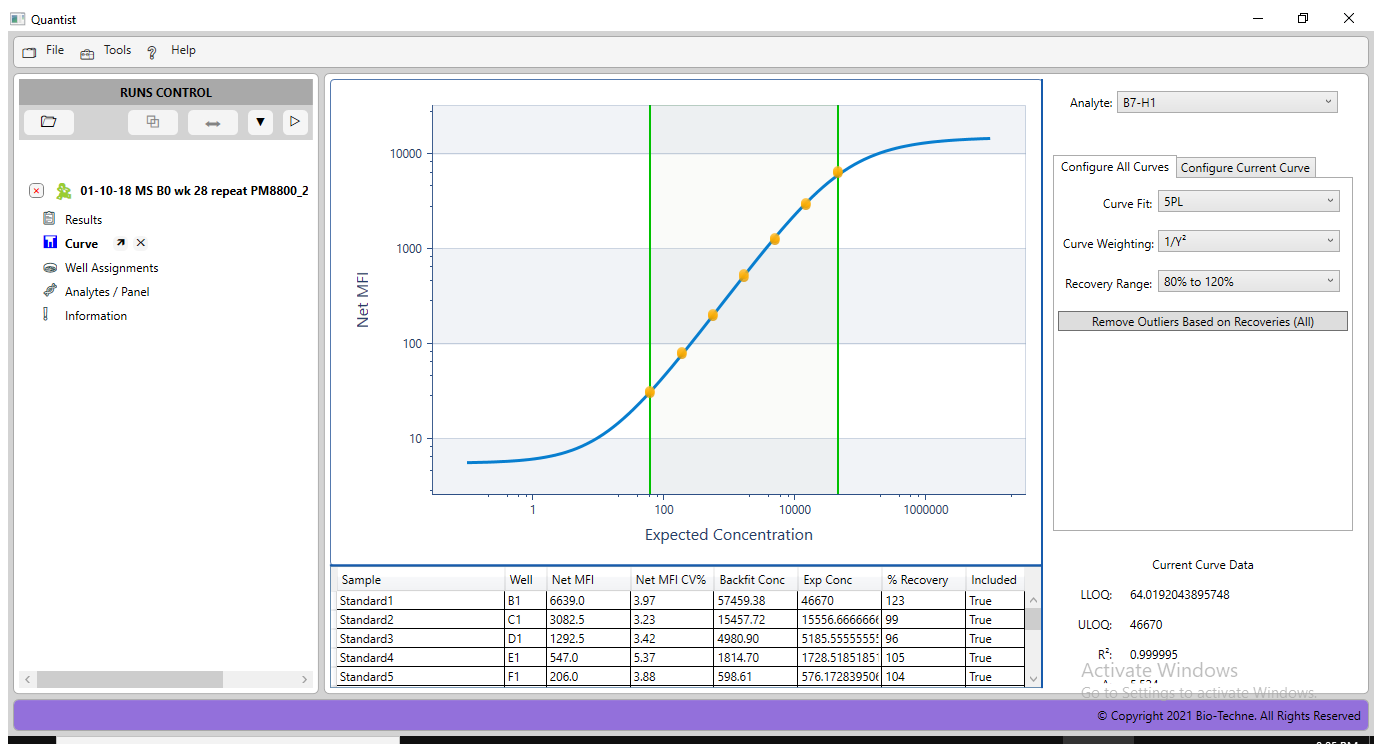 Quantist
File Tools Help
RUNS CONTROL
01-10-18 MS B0 wk 28 repeat PM8800_2
Results
Curve
Well Assignments
Analytes / Panel
Information
10000
1000
100
10
Net MFI
1 100 10000 1000000
Expected Concentration
Sample Well Net MFI Net MFI CV% Backfit Conc Exp Conc % Recovery Included
Standard1 B1 6639.0 3.97 57459.38 46670 123 True
Standard2 C1 3082.5 3.23 15457.72 15556.6666666 99 True
Standard3 D1 1292.5 3.42 4980.90 5185.55555555 96 True
Standard4 E1 547.0 5.37 1814.70 1728.51851851 105 True
Standard5 F1 206.0 3.88 598.61 576.172839506 104 True
Analyte: B7-H1
Configure All Curves Configure Current Curve
Curve Fit: 5PL
Curve Weighting: 1/Y²
Recovery Range: 80% to 120%
Remove Outliers Based on Recoveries (All)
Current Curve Data
LLOQ: 64.0192043895748
ULOQ: 46670
R²: 0.999995
Activate Windows
Go to Settings to activate Windows.
© Copyright 2021 Bio-Techne. All Rights Reserved